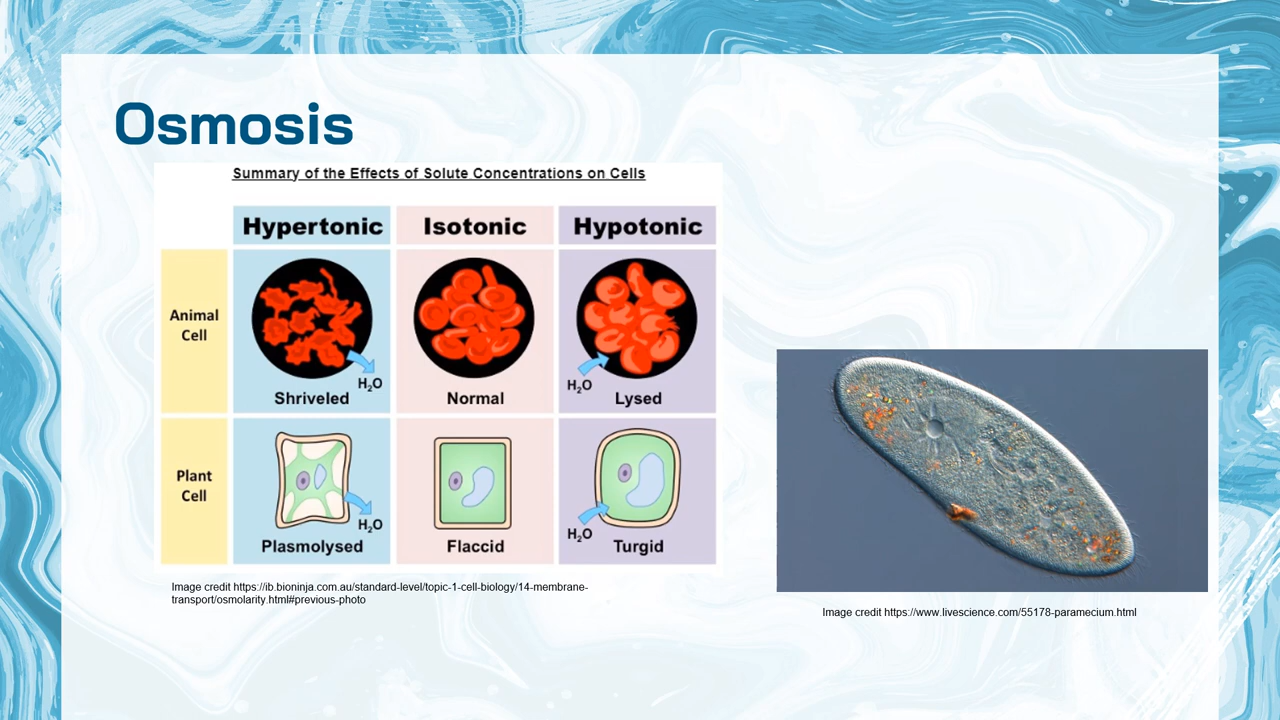 Osmosis
Summary of the Effects of Solute Concentrations on Cells
Hypertonic Isotonic Hypotonic
Animal
Cell
H₂O
H₂O
Shriveled Normal Lysed
Plant
Cell
H₂O
H₂O
Plasmolysed Flaccid Turgid
Image credit https://ib.bioninja.com.au/standard-level/topic-1-cell-biology/14-membrane-
transport/osmolarity.html#previous-photo
Image credit https://www.livescience.com/55178-paramecium.html